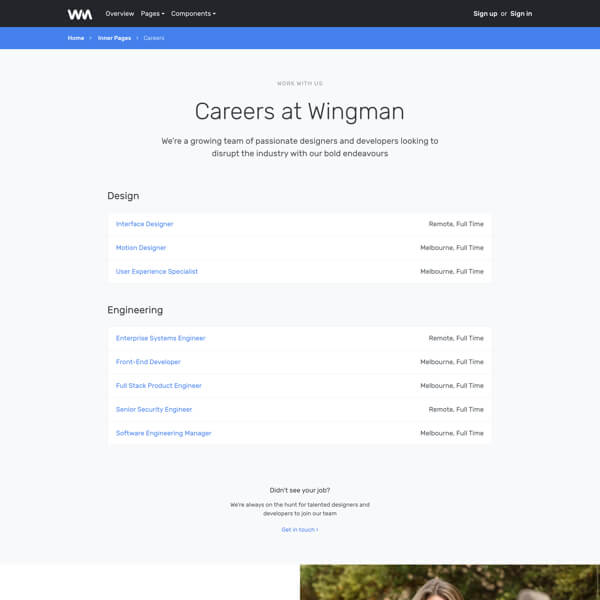 WM Overview Pages Components Sign up or Sign in
Home Inner Pages Careers
WORK WITH US
Careers at Wingman
We're a growing team of passionate designers and developers looking to
disrupt the industry with our bold endeavours
Design
Interface Designer Remote, Full Time
Motion Designer Melbourne, Full Time
User Experience Specialist Melbourne, Full Time
Engineering
Enterprise Systems Engineer Remote, Full Time
Front-End Developer Melbourne, Full Time
Full Stack Product Engineer Melbourne, Full Time
Senior Security Engineer Remote, Full Time
Software Engineering Manager Melbourne, Full Time
Didn't see your job?
We're always on the hunt for talented designers and
developers to join our team
Get in touch ›